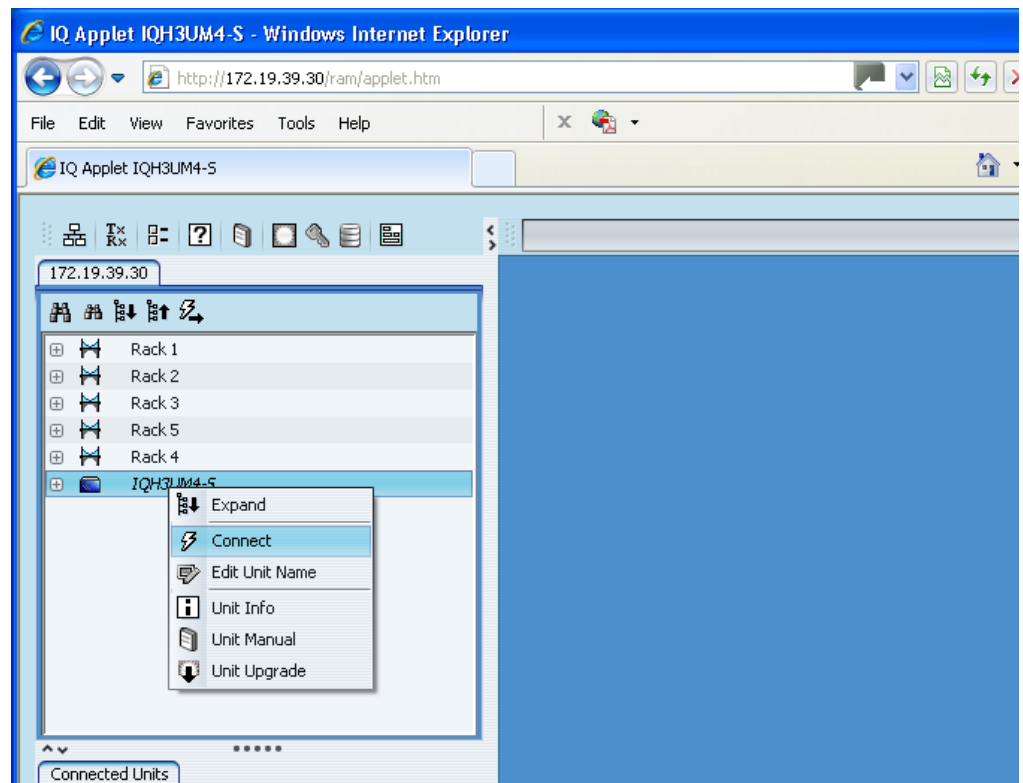 IQ Applet IQH3UM4-S - Windows Internet Explorer
http://172.19.39.30/ram/applet.htm
File Edit View Favorites Tools Help
IQ Applet IQH3UM4-S
Tx
Rx
172.19.39.30
Rack 1
Rack 2
Rack 3
Rack 5
Rack 4
IQH3UM4-S
Expand
Connect
Edit Unit Name
Unit Info
Unit Manual
Unit Upgrade
Connected Units